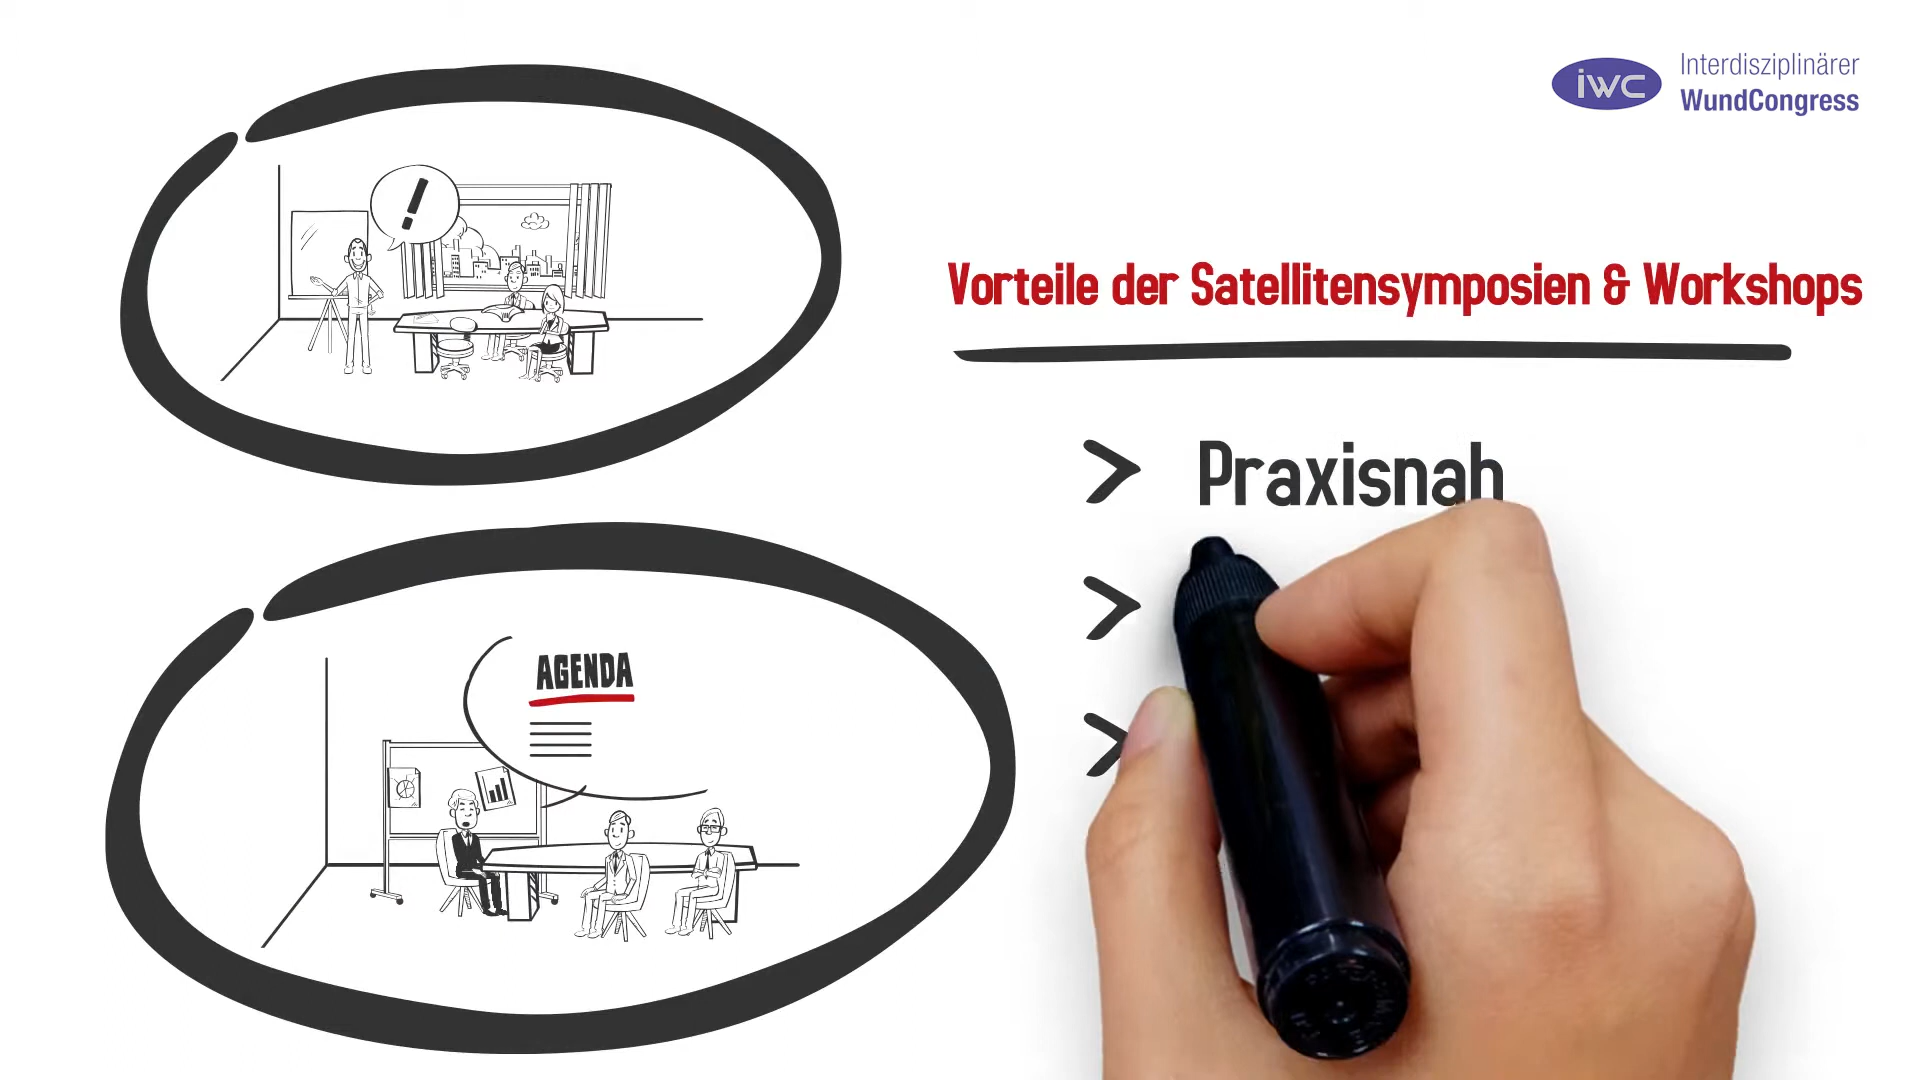 iwc
Interdisziplinärer
WundCongress
!
Vorteile der Satellitensymposien & Workshops
> Praxisnah
>
>
AGENDA